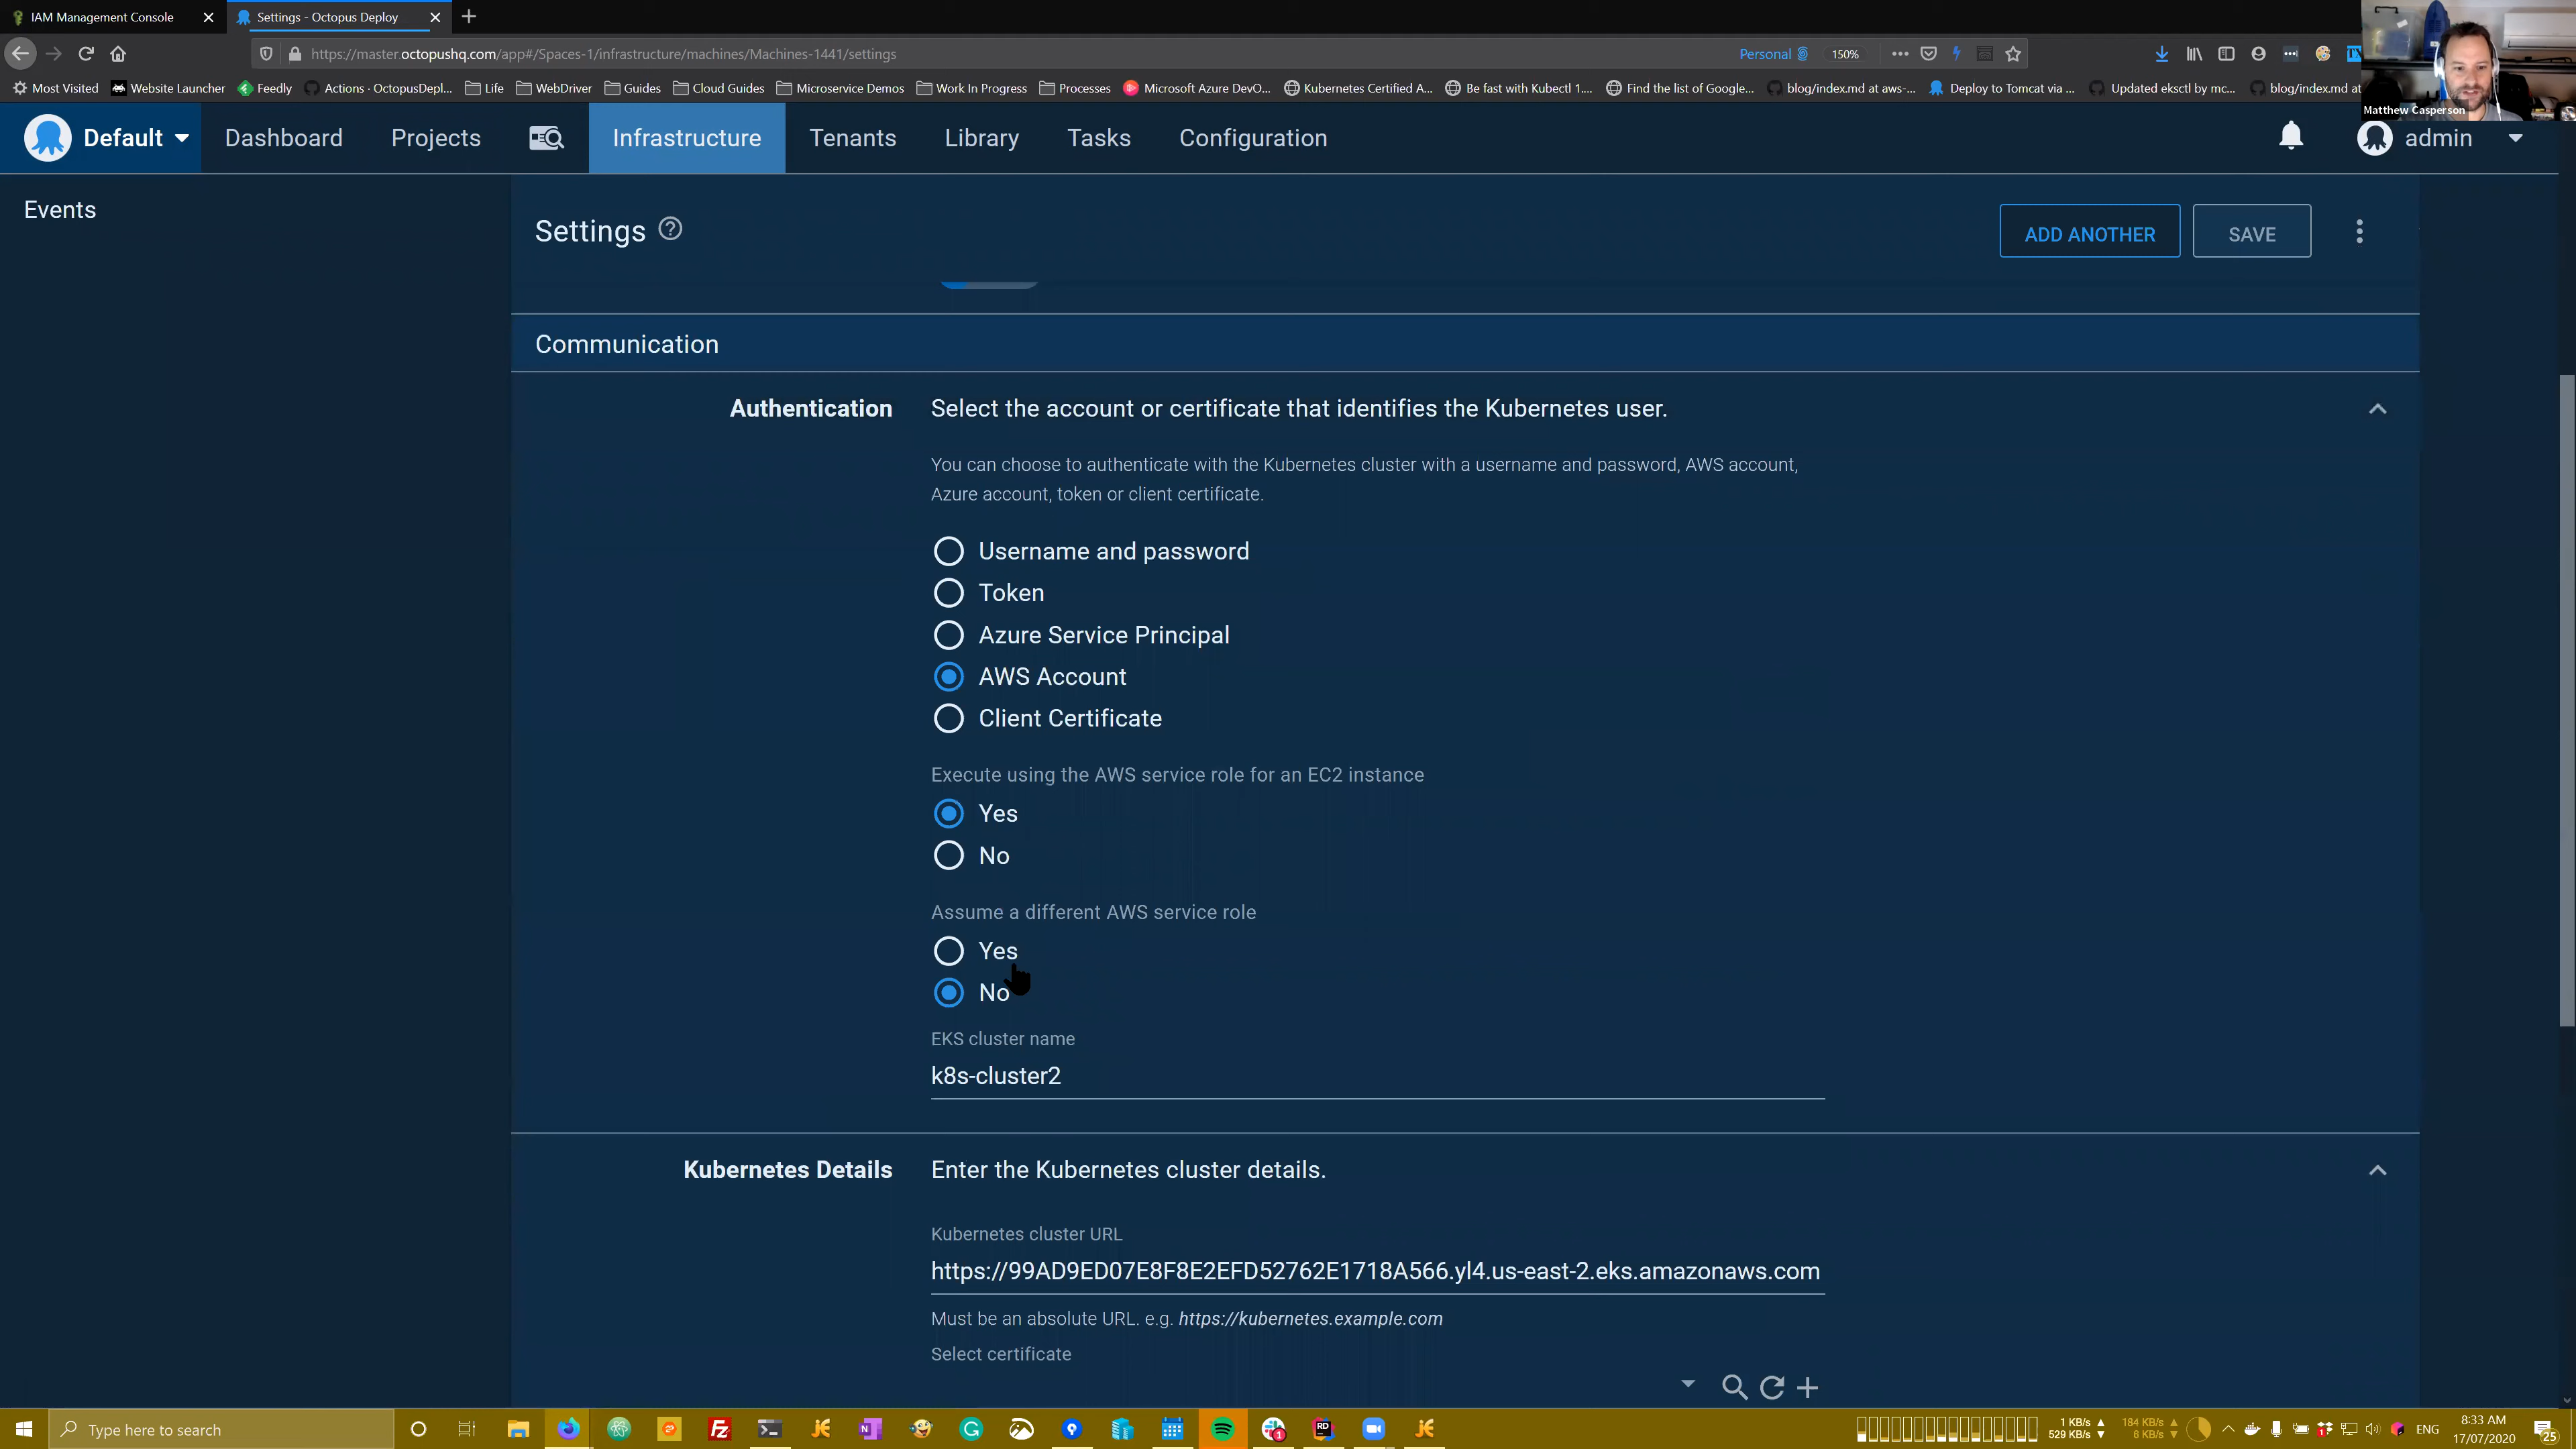 IAM Management Console
Settings - Octopus Deploy
https://master.octopushq.com/app#/Spaces-1/infrastructure/machines/Machines-1441/settings
Personal
150%
Most Visited
Website Launcher
Feedly
Actions · OctopusDepl...
Life
WebDriver
Guides
Cloud Guides
Microservice Demos
Work In Progress
Processes
Microsoft Azure DevO...
Kubernetes Certified A...
Be fast with Kubectl 1....
Find the list of Google...
blog/index.md at aws-...
Deploy to Tomcat via ...
Updated eksctl by mc...
blog/index.md at
Matthew Casperson
Default
Dashboard
Projects
Infrastructure
Tenants
Library
Tasks
Configuration
admin
Events
Settings
ADD ANOTHER
SAVE
Communication
Authentication
Select the account or certificate that identifies the Kubernetes user.
You can choose to authenticate with the Kubernetes cluster with a username and password, AWS account,
Azure account, token or client certificate.
Username and password
Token
Azure Service Principal
AWS Account
Client Certificate
Execute using the AWS service role for an EC2 instance
Yes
No
Assume a different AWS service role
Yes
No
EKS cluster name
k8s-cluster2
Kubernetes Details
Enter the Kubernetes cluster details.
Kubernetes cluster URL
https://99AD9ED07E8F8E2EFD52762E1718A566.yl4.us-east-2.eks.amazonaws.com
Must be an absolute URL. e.g. https://kubernetes.example.com
Select certificate
Type here to search
1 KB/s
529 KB/s
184 KB/s
6 KB/s
ENG
8:33 AM
17/07/2020
25